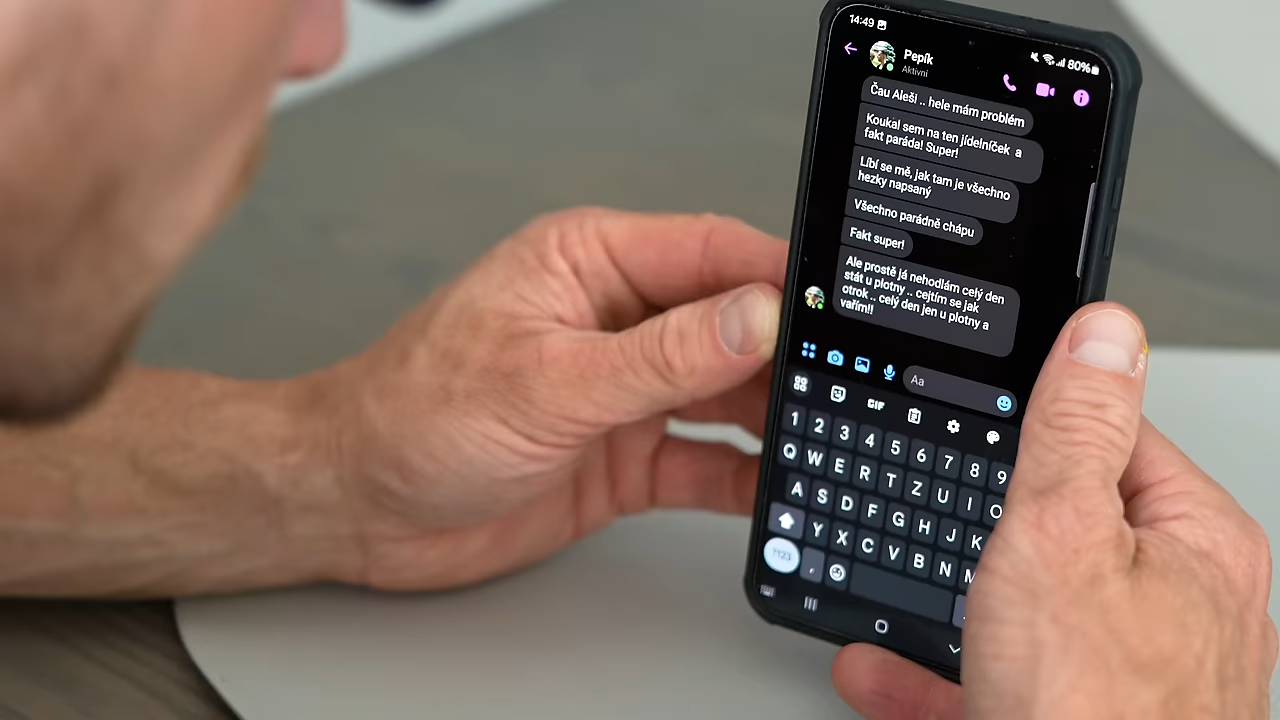 14:49
80%
Pepík
Aktivní
Čau Aleši .. hele mám problém
Koukal sem na ten jídelníček a
fakt paráda! Super!
Líbí se mě, jak tam je všechno
hezky napsaný
Všechno parádně chápu
Fakt super!
Ale prostě já nehodlám celý den
stát u plotny .. cejtím se jak
otrok .. celý den jen u plotny a
vařím!!
Aa
GIF
1 2 3 4 5 6 7 8 9
Q W E R T Z U I O
A S D F G H J K
Y X C V B N M
?123 ,